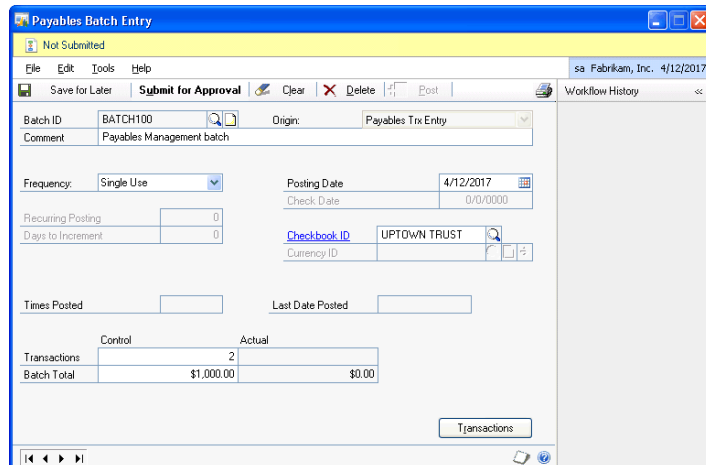 Payables Batch Entry
Not Submitted
File Edit Tools Help sa Fabrikam, Inc. 4/12/2017
Save for Later Submit for Approval Clear Delete Post Workflow History «
Batch ID BATCH100 Origin: Payables Trx Entry
Comment Payables Management batch
Frequency: Single Use Posting Date 4/12/2017
Check Date 0/0/0000
Recurring Posting 0
Days to Increment 0 Checkbook ID UPTOWN TRUST
Currency ID
Times Posted Last Date Posted
Control Actual
Transactions 2
Batch Total $1,000.00 $0.00
Transactions